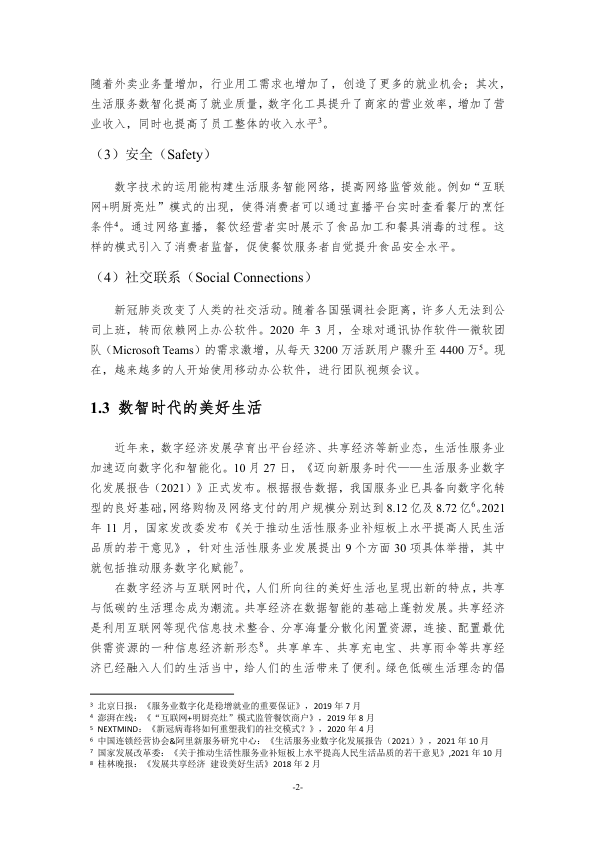 随着外卖业务量增加，行业用工需求也增加了，创造了更多的就业机会；其次，
生活服务数智化提高了就业质量，数字化工具提升了商家的营业效率，增加了营
业收入，同时也提高了员工整体的收入水平³。
（3）安全（Safety）
数字技术的运用能构建生活服务智能网络，提高网络监管效能。例如“互联
网+明厨亮灶”模式的出现，使得消费者可以通过直播平台实时查看餐厅的烹饪
条件⁴。通过网络直播，餐饮经营者实时展示了食品加工和餐具消毒的过程。这
样的模式引入了消费者监督，促使餐饮服务者自觉提升食品安全水平。
（4）社交联系（Social Connections）
新冠肺炎改变了人类的社交活动。随着各国强调社会距离，许多人无法到公
司上班，转而依赖网上办公软件。2020 年 3 月，全球对通讯协作软件—微软团
队（Microsoft Teams）的需求激增，从每天 3200 万活跃用户骤升至 4400 万⁵。现
在，越来越多的人开始使用移动办公软件，进行团队视频会议。
1.3 数智时代的美好生活
近年来，数字经济发展孕育出平台经济、共享经济等新业态，生活性服务业
加速迈向数字化和智能化。10 月 27 日，《迈向新服务时代——生活服务业数字
化发展报告（2021）》正式发布。根据报告数据，我国服务业已具备向数字化转
型的良好基础，网络购物及网络支付的用户规模分别达到 8.12 亿及 8.72 亿⁶。2021
年 11 月，国家发改委发布《关于推动生活性服务业补短板上水平提高人民生活
品质的若干意见》，针对生活性服务业发展提出 9 个方面 30 项具体举措，其中
就包括推动服务数字化赋能⁷。
在数字经济与互联网时代，人们所向往的美好生活也呈现出新的特点，共享
与低碳的生活理念成为潮流。共享经济在数据智能的基础上蓬勃发展。共享经济
是利用互联网等现代信息技术整合、分享海量分散化闲置资源，连接、配置最优
供需资源的一种信息经济新形态⁸。共享单车、共享充电宝、共享雨伞等共享经
济已经融入人们的生活当中，给人们的生活带来了便利。绿色低碳生活理念的倡
³ 北京日报：《服务业数字化是稳增就业的重要保证》，2019 年 7 月
⁴ 澎湃在线：《“互联网+明厨亮灶”模式监管餐饮商户》，2019 年 8 月
⁵ NEXTMIND：《新冠病毒将如何重塑我们的社交模式？》，2020 年 4 月
⁶ 中国连锁经营协会&阿里新服务研究中心：《生活服务业数字化发展报告（2021）》，2021 年 10 月
⁷ 国家发展改革委：《关于推动生活性服务业补短板上水平提高人民生活品质的若干意见》,2021 年 10 月
⁸ 桂林晚报：《发展共享经济 建设美好生活》2018 年 2 月
-2-